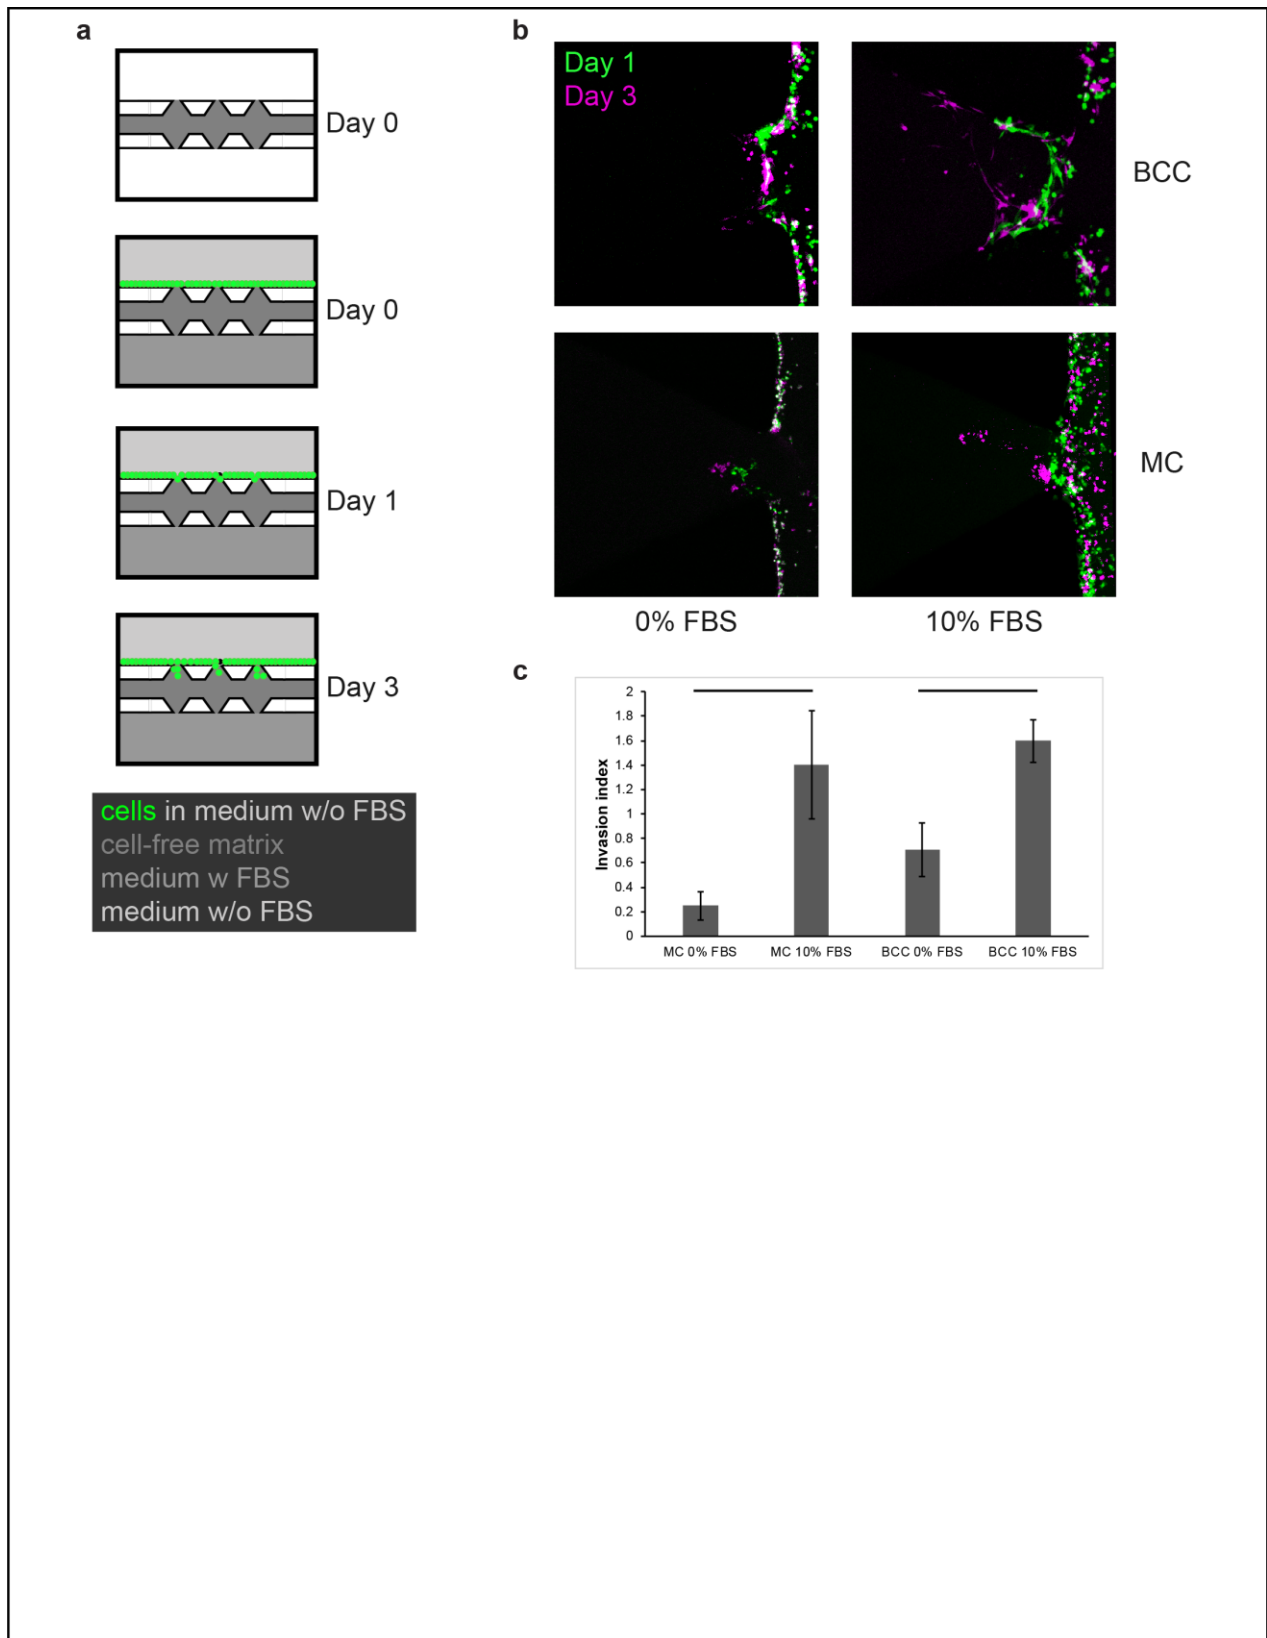 a
Day 0
Day 0
Day 1
Day 3
cells in medium w/o FBS
cell-free matrix
medium w FBS
medium w/o FBS
b
Day 1
Day 3
BCC
MC
0% FBS
10% FBS
c
Invasion index
2
1.8
1.6
1.4
1.2
1
0.8
0.6
0.4
0.2
0
MC 0% FBS
MC 10% FBS
BCC 0% FBS
BCC 10% FBS